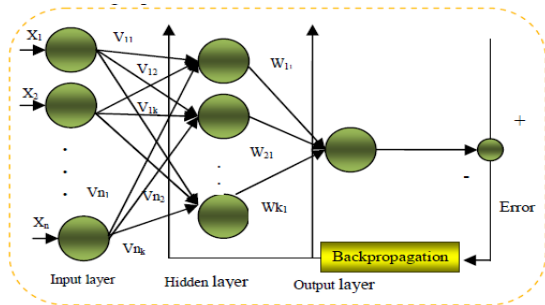 X1
V11
W1
V12
X2
V1k
+
W21
-
Vn1
Vn2
Wk1
Xn
Vnk
Error
Backpropagation
Input layer
Hidden layer
Output layer